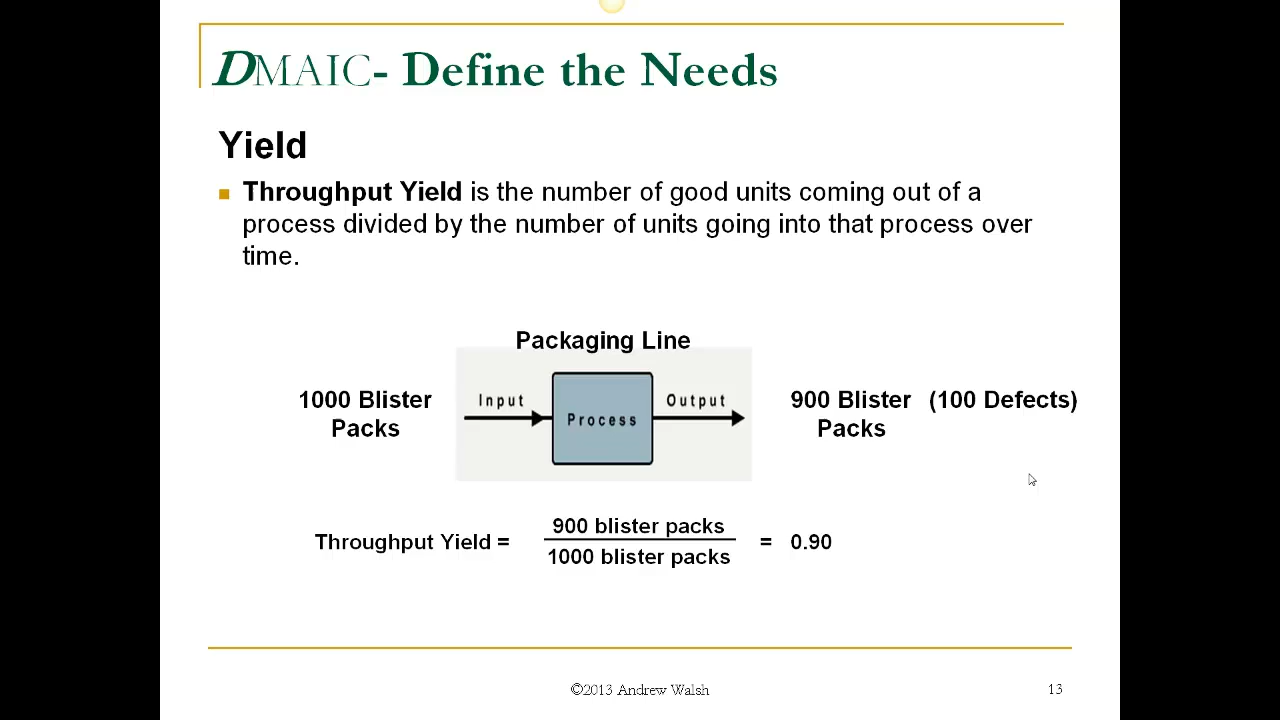 DMAIC- Define the Needs
Yield
Throughput Yield is the number of good units coming out of a
process divided by the number of units going into that process over
time.
Packaging Line
1000 Blister
Packs
Input
Process
Output
900 Blister (100 Defects)
Packs
Throughput Yield = 900 blister packs = 0.90
1000 blister packs
©2013 Andrew Walsh
13